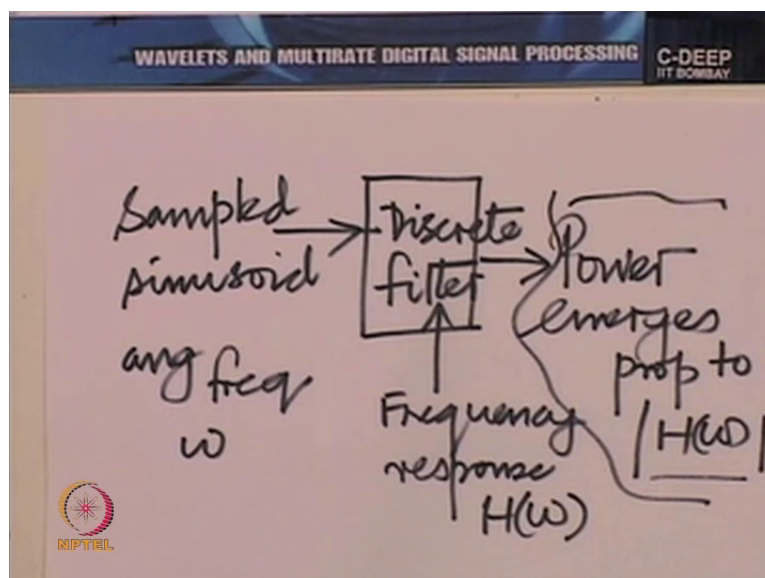 WAVELETS AND MULTIRATE DIGITAL SIGNAL PROCESSING
C-DEEP
IIT BOMBAY
Sampled
sinusoid
ang freq
ω
Discrete
filter
Frequency
response
H(ω)
Power
emerges
prop to
|H(ω)|
NPTEL